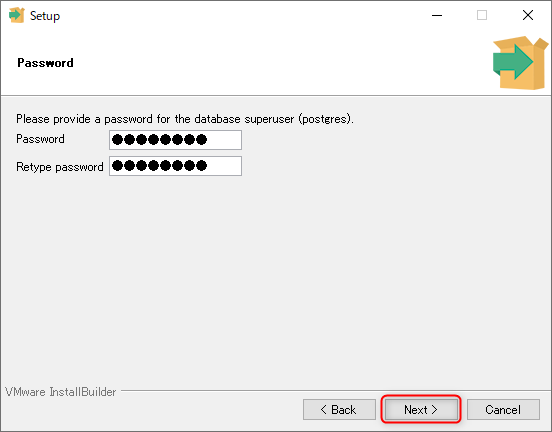 Setup
Password
Please provide a password for the database superuser (postgres).
Password ●●●●●●●●
Retype password ●●●●●●●●
VMware InstallBuilder
< Back Next > Cancel